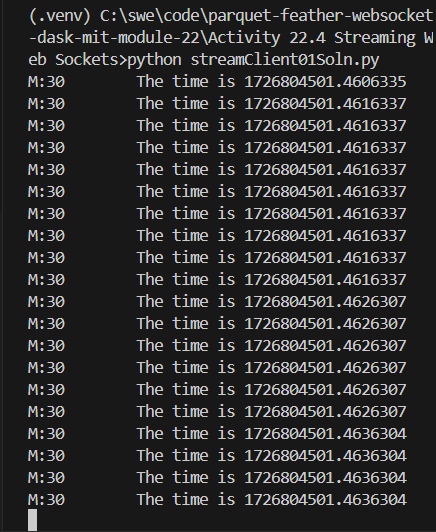 (.venv) C:\swe\code\parquet-feather-websocket
-dask-mit-module-22\Activity 22.4 Streaming W
eb Sockets>python streamClient01Soln.py
M:30 The time is 1726804501.4606335
M:30 The time is 1726804501.4616337
M:30 The time is 1726804501.4616337
M:30 The time is 1726804501.4616337
M:30 The time is 1726804501.4616337
M:30 The time is 1726804501.4616337
M:30 The time is 1726804501.4616337
M:30 The time is 1726804501.4616337
M:30 The time is 1726804501.4616337
M:30 The time is 1726804501.4616337
M:30 The time is 1726804501.4626307
M:30 The time is 1726804501.4626307
M:30 The time is 1726804501.4626307
M:30 The time is 1726804501.4626307
M:30 The time is 1726804501.4626307
M:30 The time is 1726804501.4626307
M:30 The time is 1726804501.4636304
M:30 The time is 1726804501.4636304
M:30 The time is 1726804501.4636304
M:30 The time is 1726804501.4636304